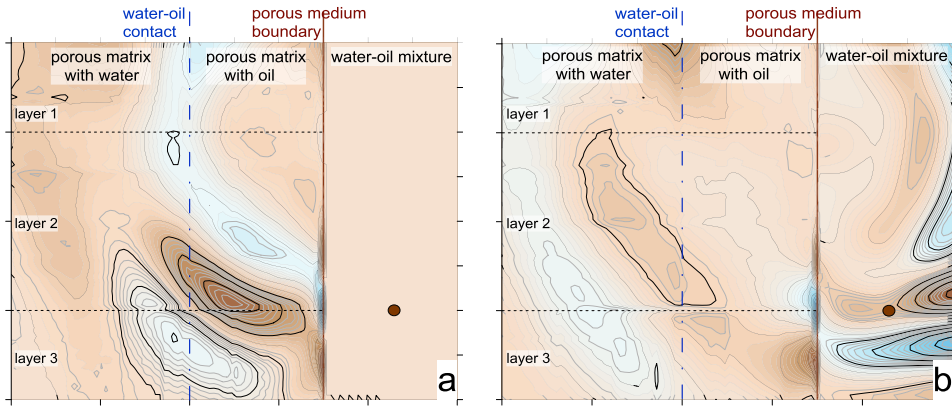 water-oil
contact
porous medium
boundary
porous matrix
with water
porous matrix
with oil
water-oil mixture
layer 1
layer 2
layer 3
a
water-oil
contact
porous medium
boundary
porous matrix
with water
porous matrix
with oil
water-oil mixture
layer 1
layer 2
layer 3
b